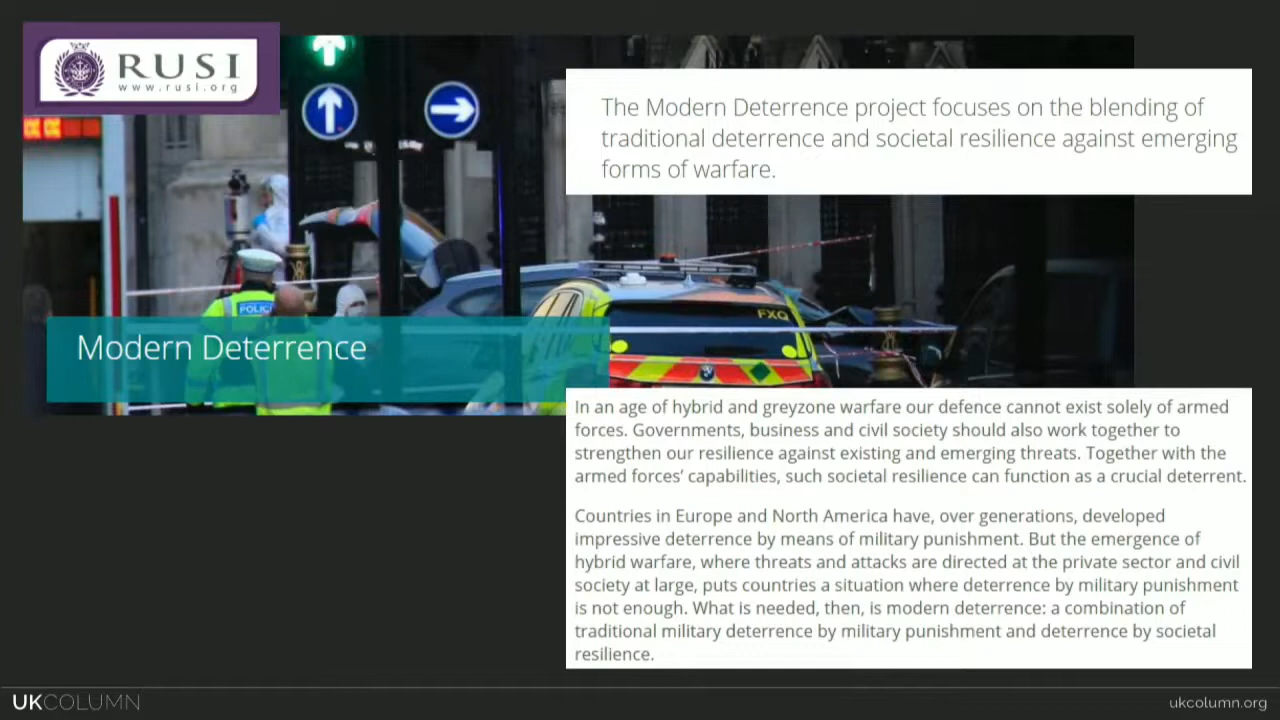 RUSI
www.rusi.org
The Modern Deterrence project focuses on the blending of
traditional deterrence and societal resilience against emerging
forms of warfare.
POLICE
FXQ
Modern Deterrence
In an age of hybrid and greyzone warfare our defence cannot exist solely of armed
forces. Governments, business and civil society should also work together to
strengthen our resilience against existing and emerging threats. Together with the
armed forces' capabilities, such societal resilience can function as a crucial deterrent.
Countries in Europe and North America have, over generations, developed
impressive deterrence by means of military punishment. But the emergence of
hybrid warfare, where threats and attacks are directed at the private sector and civil
society at large, puts countries a situation where deterrence by military punishment
is not enough. What is needed, then, is modern deterrence: a combination of
traditional military deterrence by military punishment and deterrence by societal
resilience.
UKCOLUMN
ukcolumn.org